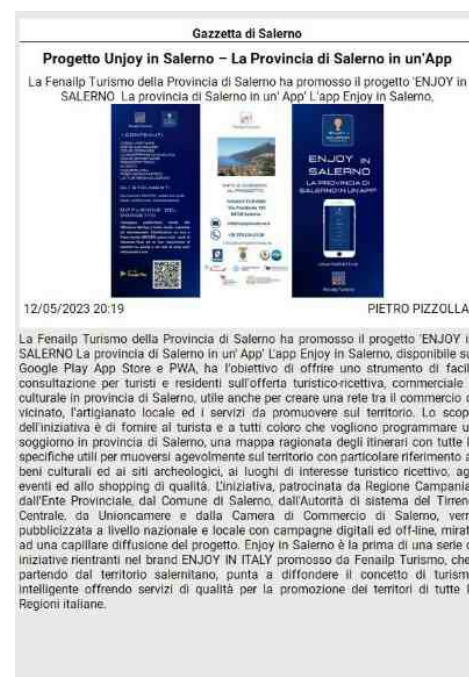 Gazzetta di Salerno
Progetto Unjoy in Salerno – La Provincia di Salerno in un'App
La Fenailp Turismo della Provincia di Salerno ha promosso il progetto 'ENJOY in
SALERNO La provincia di Salerno in un' App' L'app Enjoy in Salerno,
I CONTENUTI
GLI STRUMENTI
DIFFUSIONE DEL
PROGETTO
ENJOY IN
SALERNO
LA PROVINCIA DI
SALERNO IN UN'APP
12/05/2023 20:19
PIETRO PIZZOLLA
La Fenailp Turismo della Provincia di Salerno ha promosso il progetto 'ENJOY i
SALERNO La provincia di Salerno in un' App' L'app Enjoy in Salerno, disponibile su
Google Play App Store e PWA, ha l'obiettivo di offrire uno strumento di facil
consultazione per turisti e residenti sull'offerta turistico-ricettiva, commerciale
culturale in provincia di Salerno, utile anche per creare una rete tra il commercio d
vicinato, l'artigianato locale ed i servizi da promuovere sul territorio. Lo scop
dell'iniziativa è di fornire al turista e a tutti coloro che vogliono programmare u
soggiorno in provincia di Salerno, una mappa ragionata degli itinerari con tutte l
specifiche utili per muoversi agevolmente sul territorio con particolare riferimento a
beni culturali ed ai siti archeologici, ai luoghi di interesse turistico ricettivo, ag
eventi ed allo shopping di qualità. L'iniziativa, patrocinata da Regione Campania
dall'Ente Provinciale, dal Comune di Salerno, dall'Autorità di sistema del Tirren
Centrale, da Unioncamere e dalla Camera di Commercio di Salerno, verr
pubblicizzata a livello nazionale e locale con campagne digitali ed off-line, mirat
ad una capillare diffusione del progetto. Enjoy in Salerno è la prima di una serie d
iniziative rientranti nel brand ENJOY IN ITALY promosso da Fenailp Turismo, che
partendo dal territorio salernitano, punta a diffondere il concetto di turism
intelligente offrendo servizi di qualità per la promozione dei territori di tutte l
Regioni italiane.